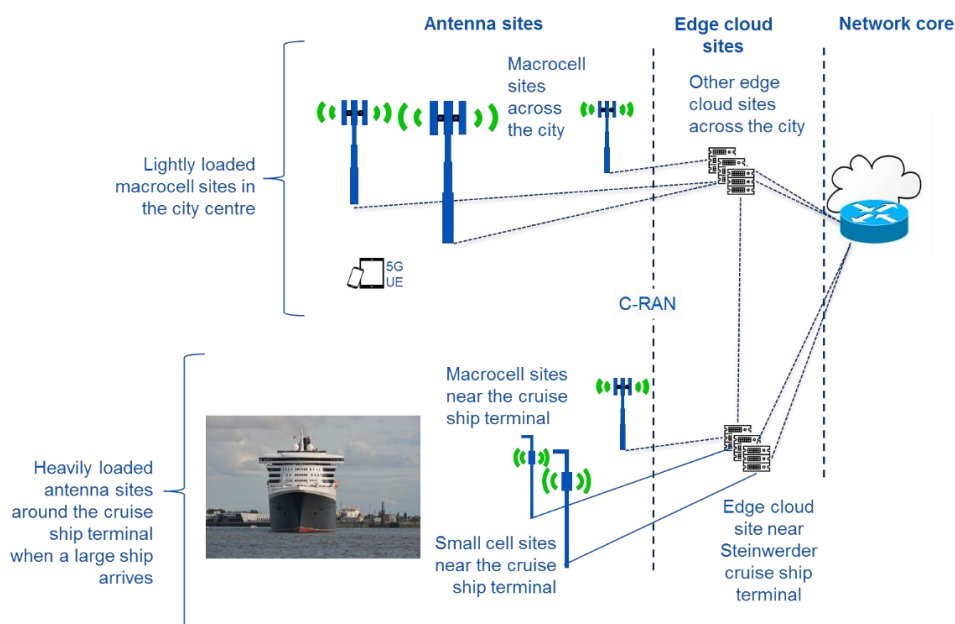 Antenna sites
Edge cloud
sites
Network core
Macrocell
sites
across
the city
Other edge
cloud sites
across the city
Lightly loaded
macrocell sites in
the city centre
5G
UE
C-RAN
Macrocell sites
near the cruise
ship terminal
Heavily loaded
antenna sites
around the cruise
ship terminal
when a large ship
arrives
Small cell sites
near the cruise
ship terminal
Edge cloud
site near
Steinwerder
cruise ship
terminal